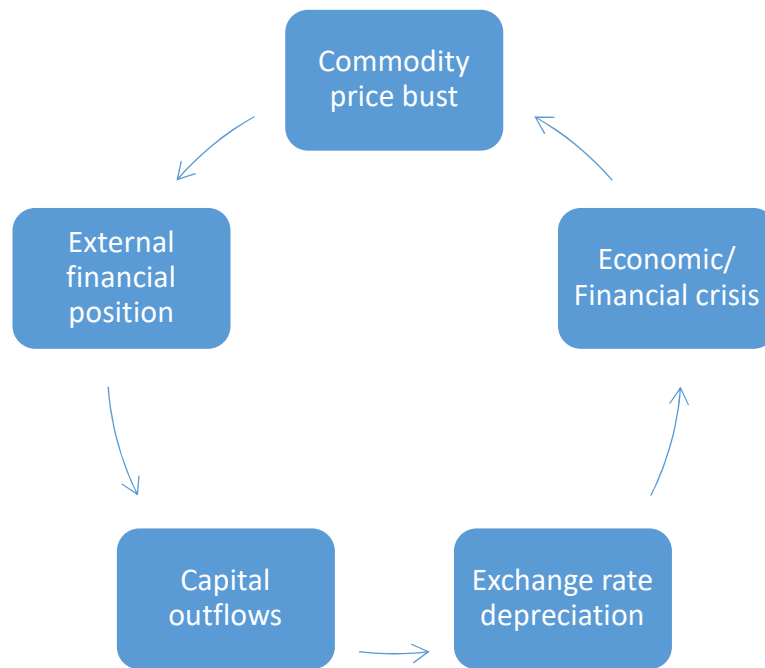 Commodity
price bust
External
financial
position
Economic/
Financial crisis
Capital
outflows
Exchange rate
depreciation